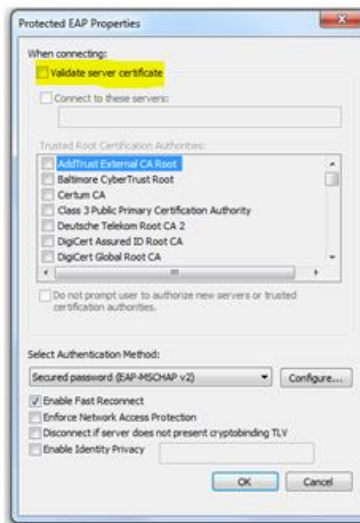 Protected EAP Properties
When connecting:
Validate server certificate
Connect to these servers:
Trusted Root Certification Authorities:
AddTrust External CA Root
Baltimore CyberTrust Root
Certum CA
Class 3 Public Primary Certification Authority
Deutsche Telekom Root CA 2
DigiCert Assured ID Root CA
DigiCert Global Root CA
Do not prompt user to authorize new servers or trusted
certification authorities.
Select Authentication Method:
Secured password (EAP-MSCHAP v2)
Configure...
Enable Fast Reconnect
Enforce Network Access Protection
Disconnect if server does not present cryptobinding TLV
Enable Identity Privacy
OK
Cancel